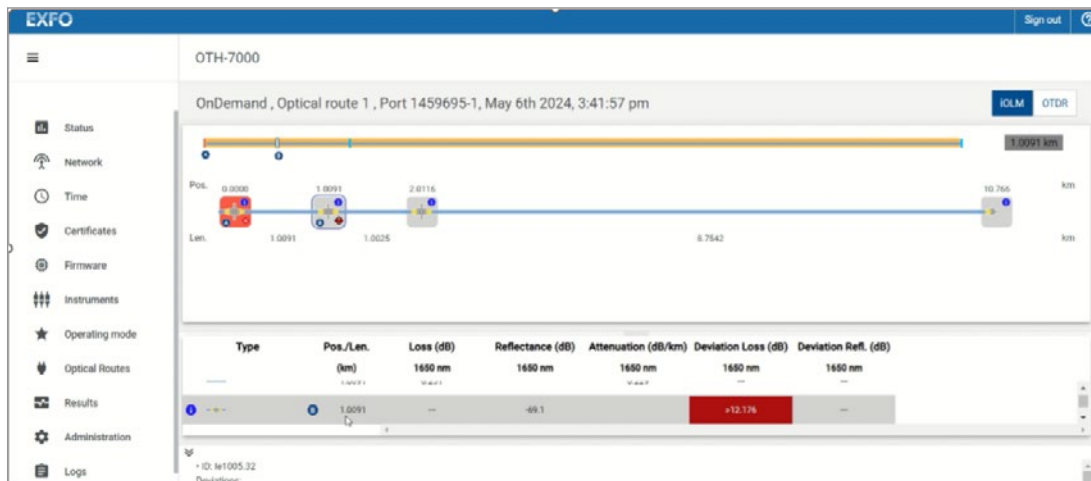 EXFO
Sign out
OTH-7000
OnDemand , Optical route 1 , Port 1459695-1, May 6th 2024, 3:41:57 pm
IOLM OTDR
Status
Network
Time
Certificates
Firmware
Instruments
Operating mode
Optical Routes
Results
Administration
Logs
1.0091 km
Pos. 0.0000 1.0091 2.0116 10.766 km
Len. 1.0091 1.0025 8.7542 km
Type Pos./Len. Loss (dB) Reflectance (dB) Attenuation (dB/km) Deviation Loss (dB) Deviation Refl. (dB)
(km) 1650 nm 1650 nm 1650 nm 1650 nm 1650 nm
B 1.0091 --- -69.1 >12.176 ---
• ID: le1005.32
Deviations: